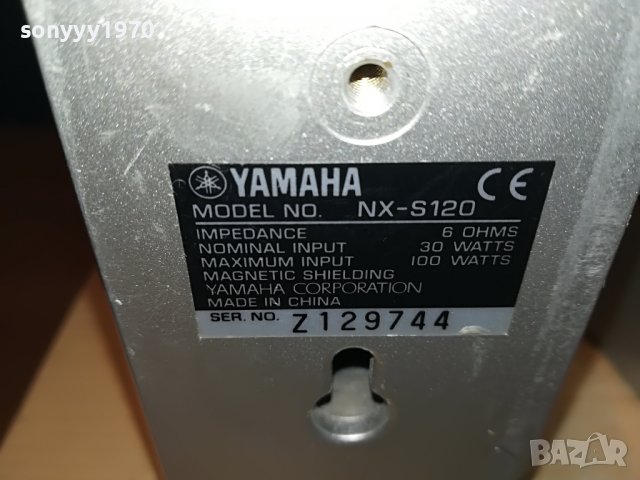 sonyyy1970.
YAMAHA CE
MODEL NO. NX-S120
IMPEDANCE 6 OHMS
NOMINAL INPUT 30 WATTS
MAXIMUM INPUT 100 WATTS
MAGNETIC SHIELDING
YAMAHA CORPORATION
MADE IN CHINA
SER. NO. Z129744
BAZAR